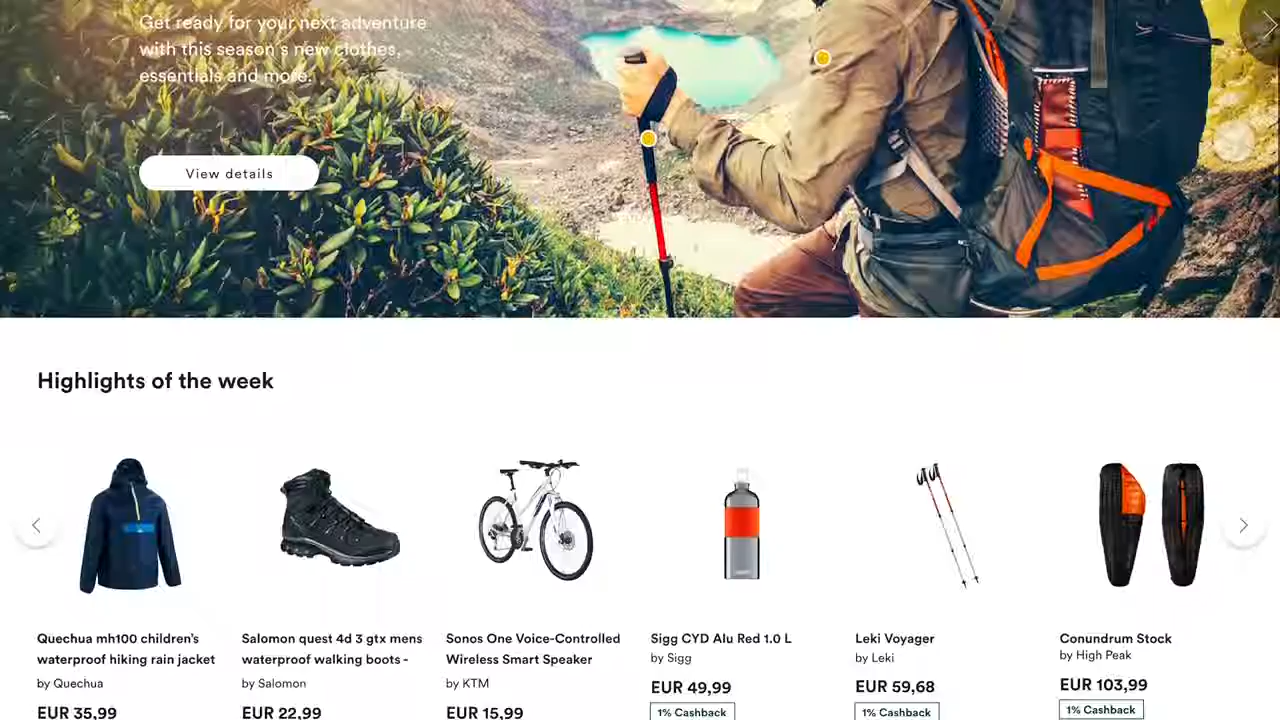 Get ready for your next adventure
with this season's new clothes,
essentials and more.
View details
Highlights of the week
Quechua mh100 children's
waterproof hiking rain jacket
by Quechua
EUR 35,99
Salomon quest 4d 3 gtx mens
waterproof walking boots -
by Salomon
EUR 22,99
Sonos One Voice-Controlled
Wireless Smart Speaker
by KTM
EUR 15,99
Sigg CYD Alu Red 1.0 L
by Sigg
EUR 49,99
1% Cashback
Leki Voyager
by Leki
EUR 59,68
1% Cashback
Conundrum Stock
by High Peak
EUR 103,99
1% Cashback